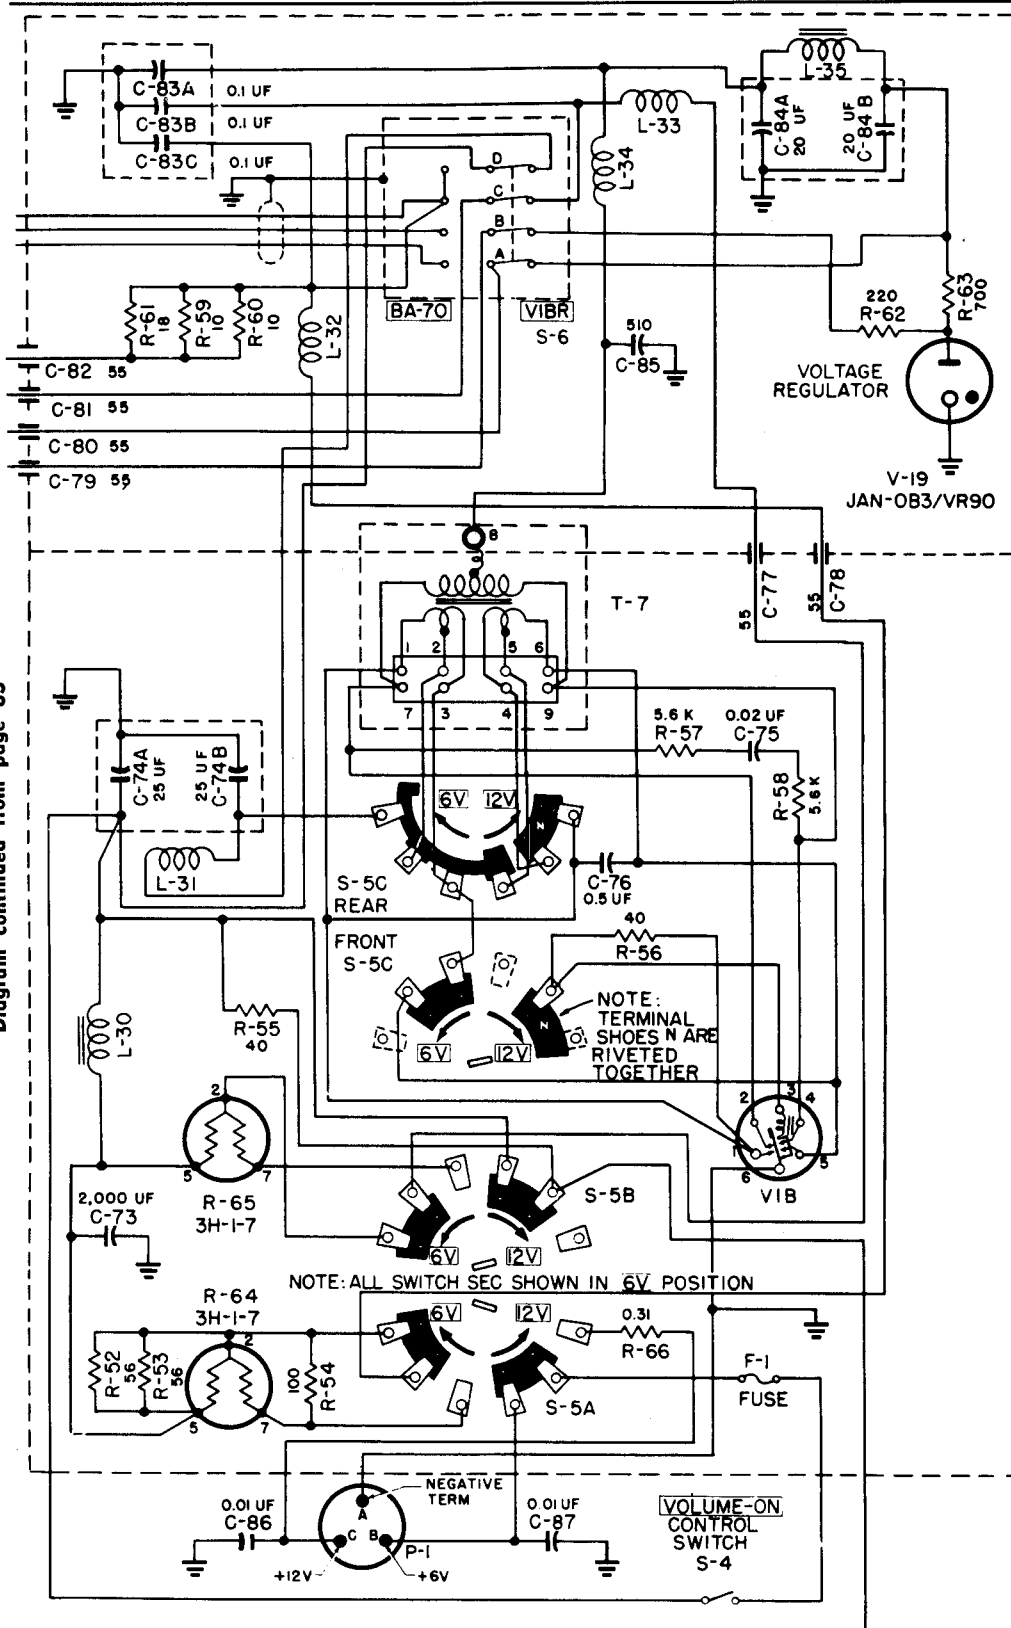 L-35
C-83A
0.1 UF
C-83B
0.1 UF
C-83C
0.1 UF
L-33
C-84A
20 UF
20 UF
C-84B
L-34
D
C
B
A
R-61
18
R-59
10
R-60
10
L-32
BA-70
VIBR
S-6
510
C-85
220
R-62
R-63
700
VOLTAGE
REGULATOR
V-19
JAN-OB3/VR90
C-82 55
C-81 55
C-80 55
C-79 55
8
C-77
55
C-78
55
T-7
1 2 5 6
7 3 4 9
Diagram continued from page 85
C-74A
25 UF
25 UF
C-74B
L-31
5.6 K
R-57
0.02 UF
C-75
R-58
5.6K
6V
12V
N
S-5C
REAR
C-76
0.5 UF
FRONT
S-5C
40
R-56
6V
12V
N
NOTE:
TERMINAL
SHOES N ARE
RIVETED
TOGETHER
R-55
40
L-30
2
5
7
R-65
3H-1-7
2 3 4
1 5
6
VIB
2,000 UF
C-73
S-5B
6V
12V
NOTE: ALL SWITCH SEC SHOWN IN 6V POSITION
R-64
3H-1-7
6V
12V
2
5
7
R-52
56
R-53
56
100
R-54
0.31
R-66
F-1
FUSE
S-5A
NEGATIVE
TERM
0.01 UF
C-86
A
C B
P-1
+12V
+6V
0.01 UF
C-87
VOLUME-ON
CONTROL
SWITCH
S-4